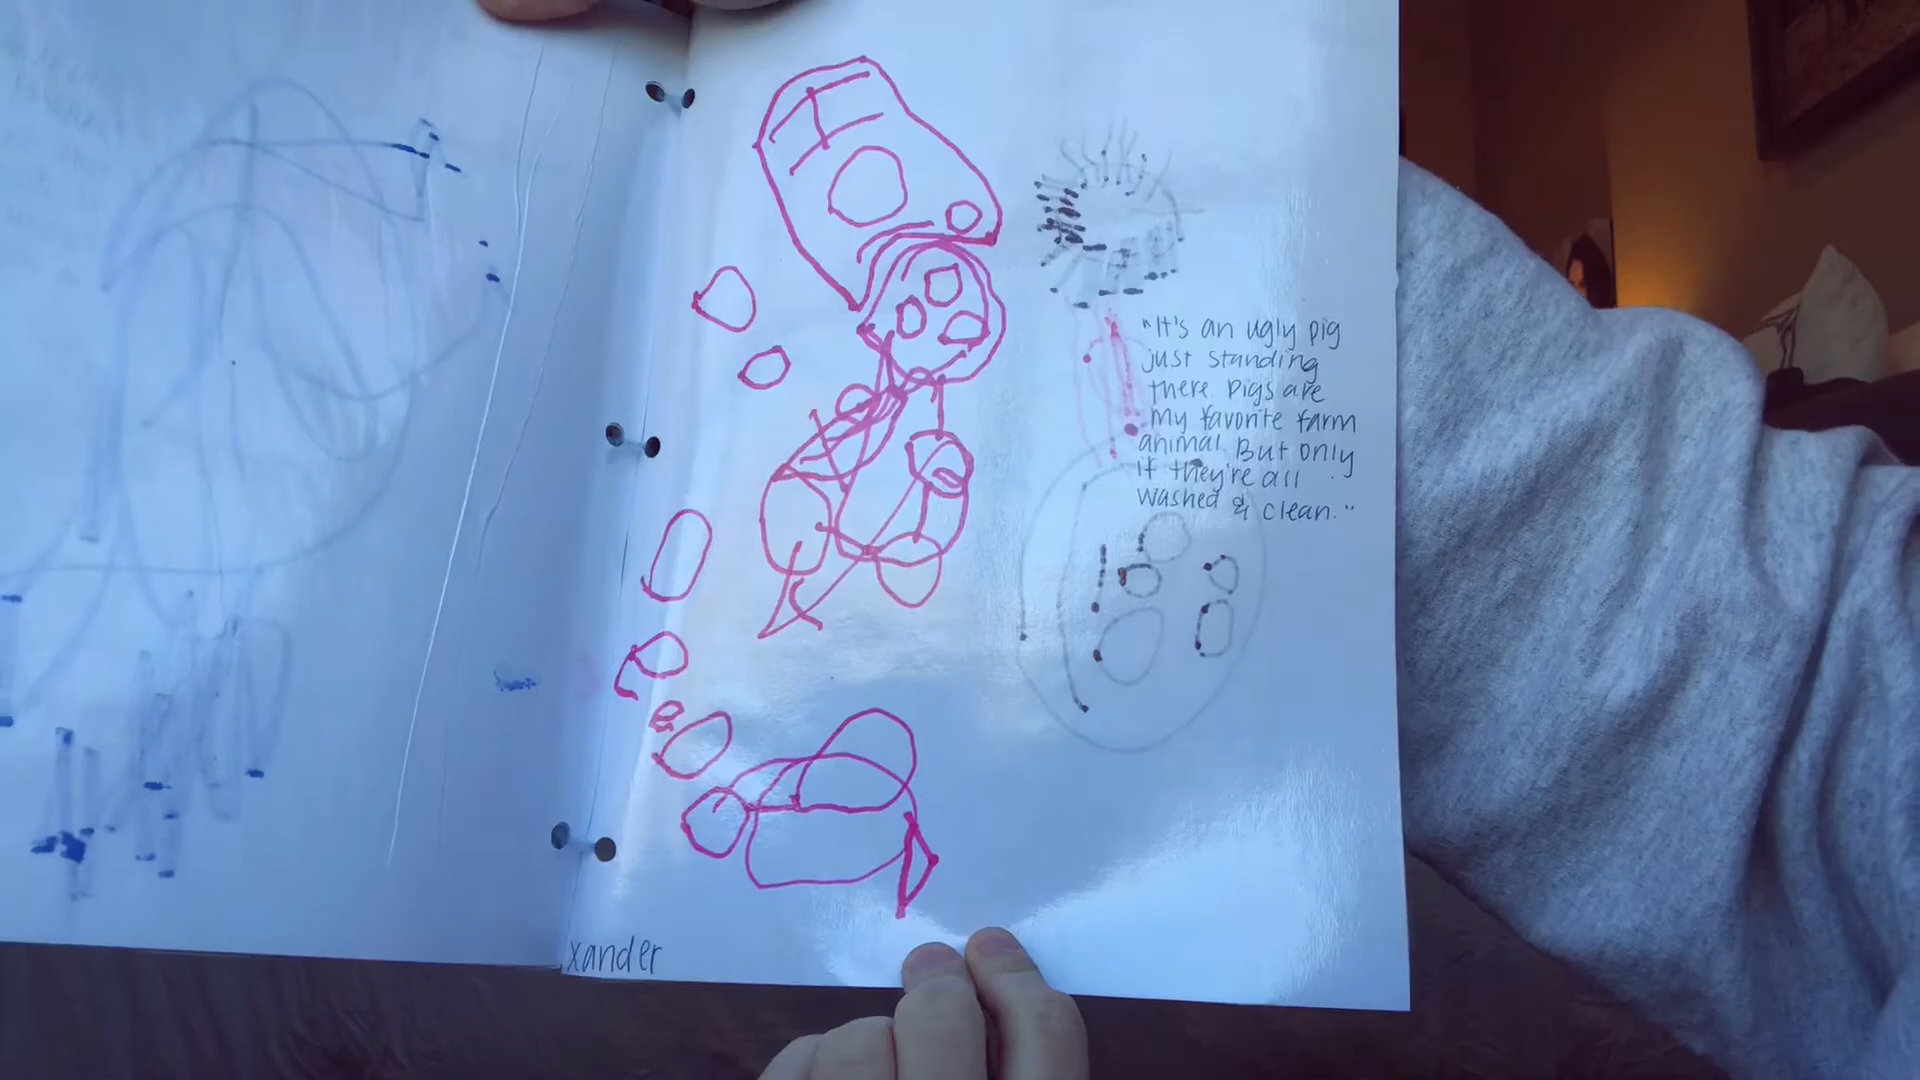 "It's an ugly pig
just standing
there. Pigs are
my favorite farm
animal. But only
if they're all
washed & clean."
xander